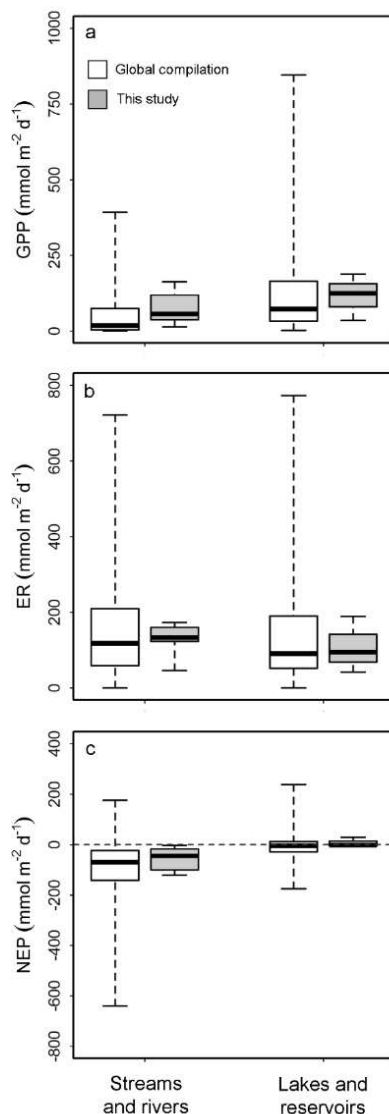 a
Global compilation
This study
GPP (mmol m⁻² d⁻¹)
1000
750
500
250
0
b
ER (mmol m⁻² d⁻¹)
800
600
400
200
0
c
NEP (mmol m⁻² d⁻¹)
400
200
0
-200
-400
-600
-800
Streams
and rivers
Lakes and
reservoirs